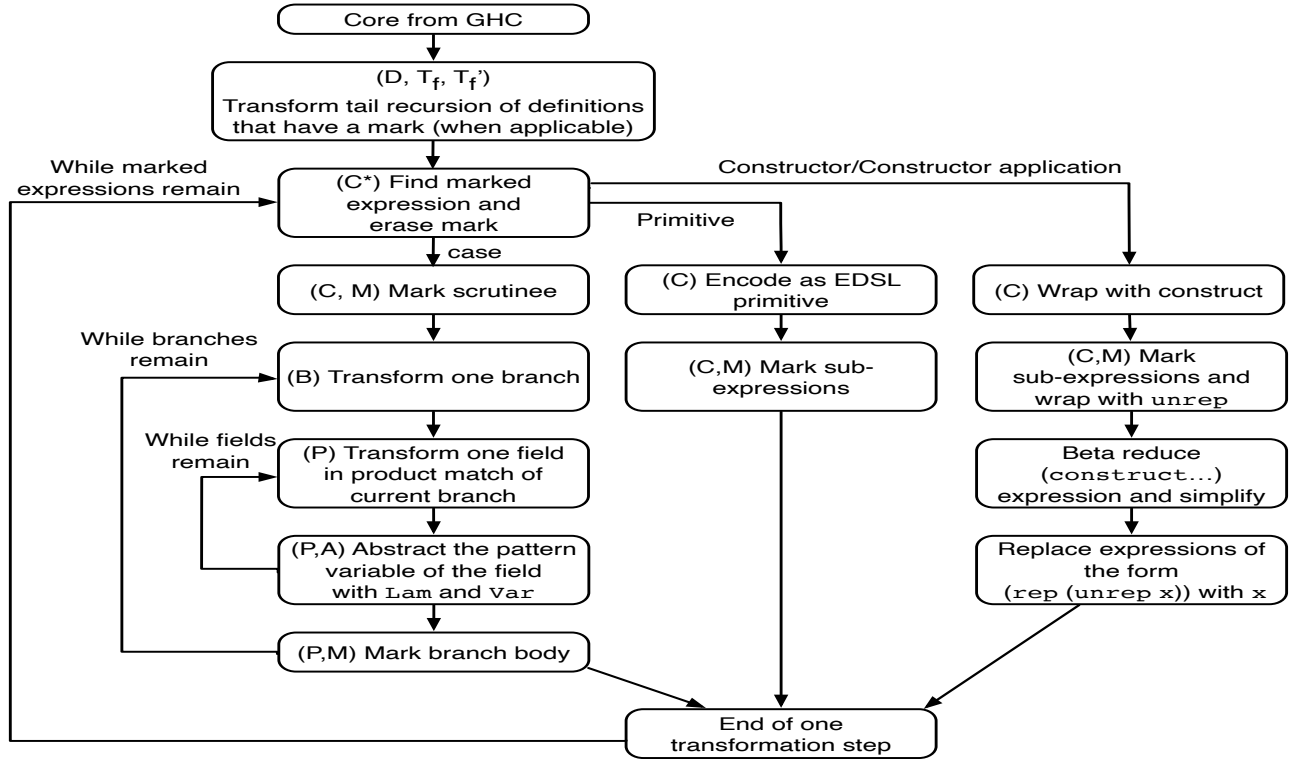 Core from GHC
(D, Tf, Tf')
Transform tail recursion of definitions
that have a mark (when applicable)
While marked
expressions remain
(C*) Find marked
expression and
erase mark
Constructor/Constructor application
Primitive
case
(C, M) Mark scrutinee
(C) Encode as EDSL
primitive
(C) Wrap with construct
While branches
remain
(B) Transform one branch
(C,M) Mark sub-
expressions
(C,M) Mark
sub-expressions and
wrap with unrep
While fields
remain
(P) Transform one field
in product match of
current branch
Beta reduce
(construct...)
expression and simplify
(P,A) Abstract the pattern
variable of the field
with Lam and Var
Replace expressions of
the form
(rep (unrep x)) with x
(P,M) Mark branch body
End of one
transformation step